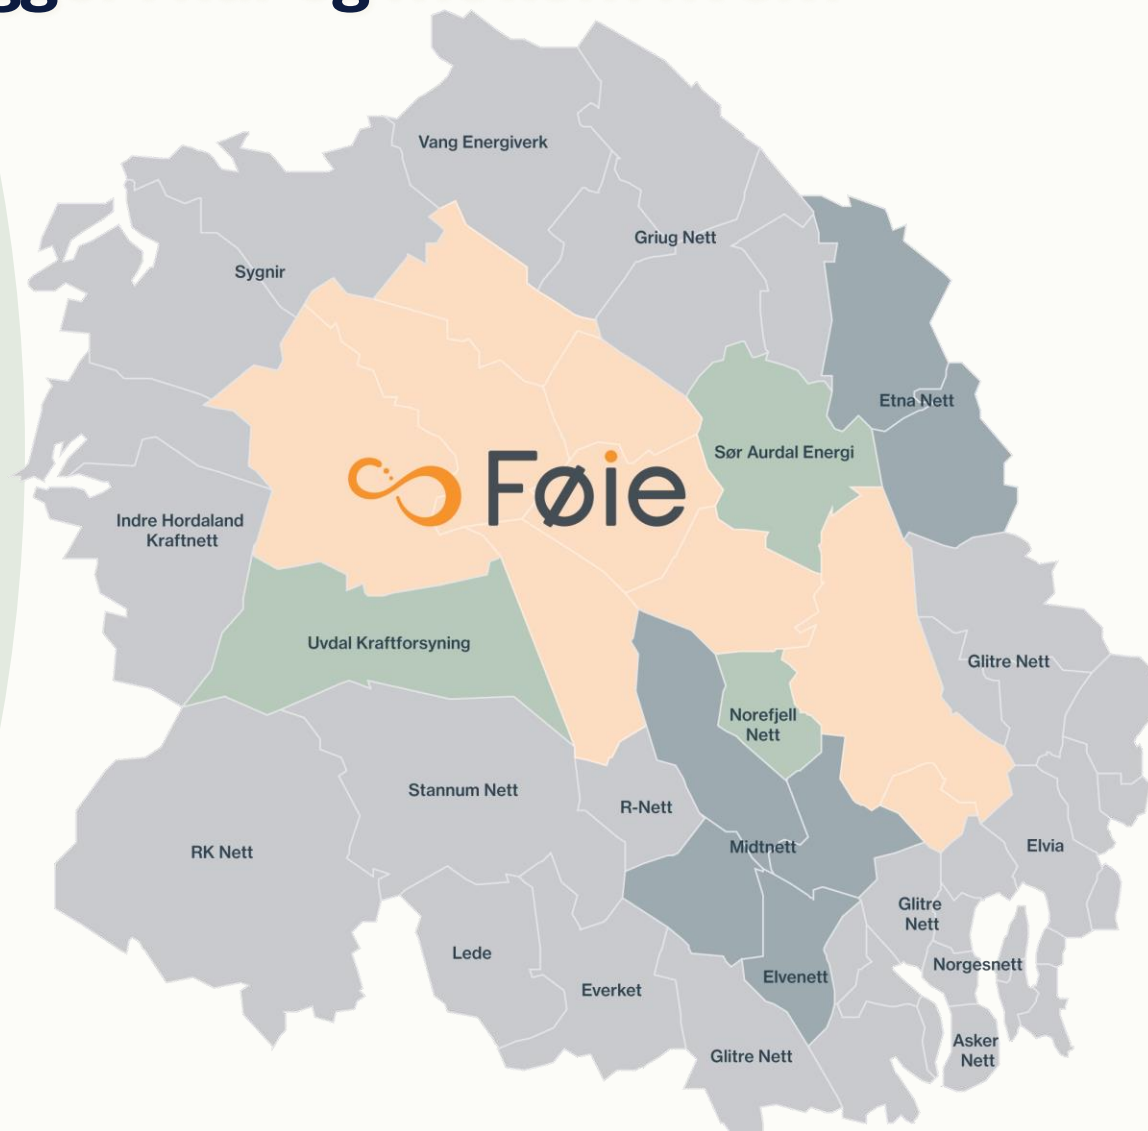 Vang Energiverk
Griug Nett
Sygnir
Etna Nett
Sør Aurdal Energi
Føie
Indre Hordaland
Kraftnett
Uvdal Kraftforsyning
Glitre Nett
Norefjell
Nett
Stannum Nett
R-Nett
Midtnett
Elvia
RK Nett
Glitre
Nett
Lede
Norgesnett
Elvenett
Everket
Asker
Nett
Glitre Nett